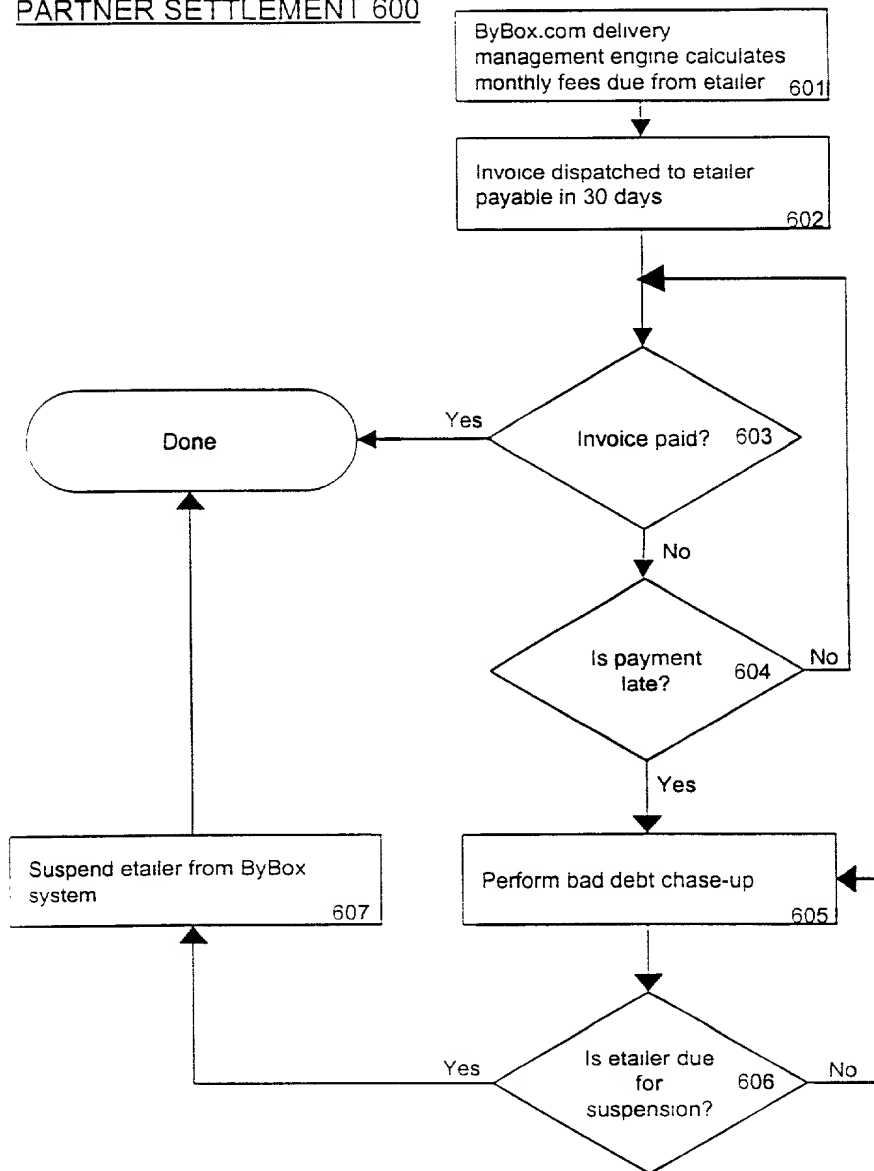 PARTNER SETTLEMENT 600
ByBox.com delivery
management engine calculates
monthly fees due from etailer
601
Invoice dispatched to etailer
payable in 30 days
602
Yes
Done
Invoice paid?
603
No
Is payment
late?
604
No
Yes
Suspend etailer from ByBox
system
607
Perform bad debt chase-up
605
Yes
Is etailer due
for
suspension?
606
No